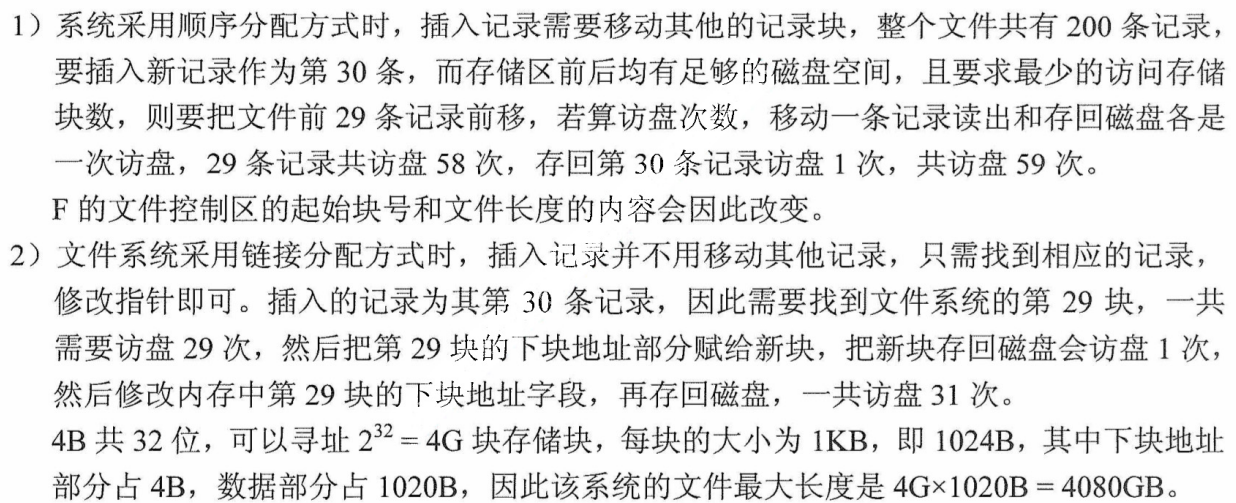 1）系统采用顺序分配方式时，插入记录需要移动其他的记录块，整个文件共有 200 条记录，
要插入新记录作为第 30 条，而存储区前后均有足够的磁盘空间，且要求最少的访问存储
块数，则要把文件前 29 条记录前移，若算访盘次数，移动一条记录读出和存回磁盘各是
一次访盘，29 条记录共访盘 58 次，存回第 30 条记录访盘 1 次，共访盘 59 次。
F 的文件控制区的起始块号和文件长度的内容会因此改变。
2）文件系统采用链接分配方式时，插入记录并不用移动其他记录，只需找到相应的记录，
修改指针即可。插入的记录为其第 30 条记录，因此需要找到文件系统的第 29 块，一共
需要访盘 29 次，然后把第 29 块的下块地址部分赋给新块，把新块存回磁盘会访盘 1 次，
然后修改内存中第 29 块的下块地址字段，再存回磁盘，一共访盘 31 次。
4B 共 32 位，可以寻址 2³² = 4G 块存储块，每块的大小为 1KB，即 1024B，其中下块地址
部分占 4B，数据部分占 1020B，因此该系统的文件最大长度是 4G×1020B = 4080GB。